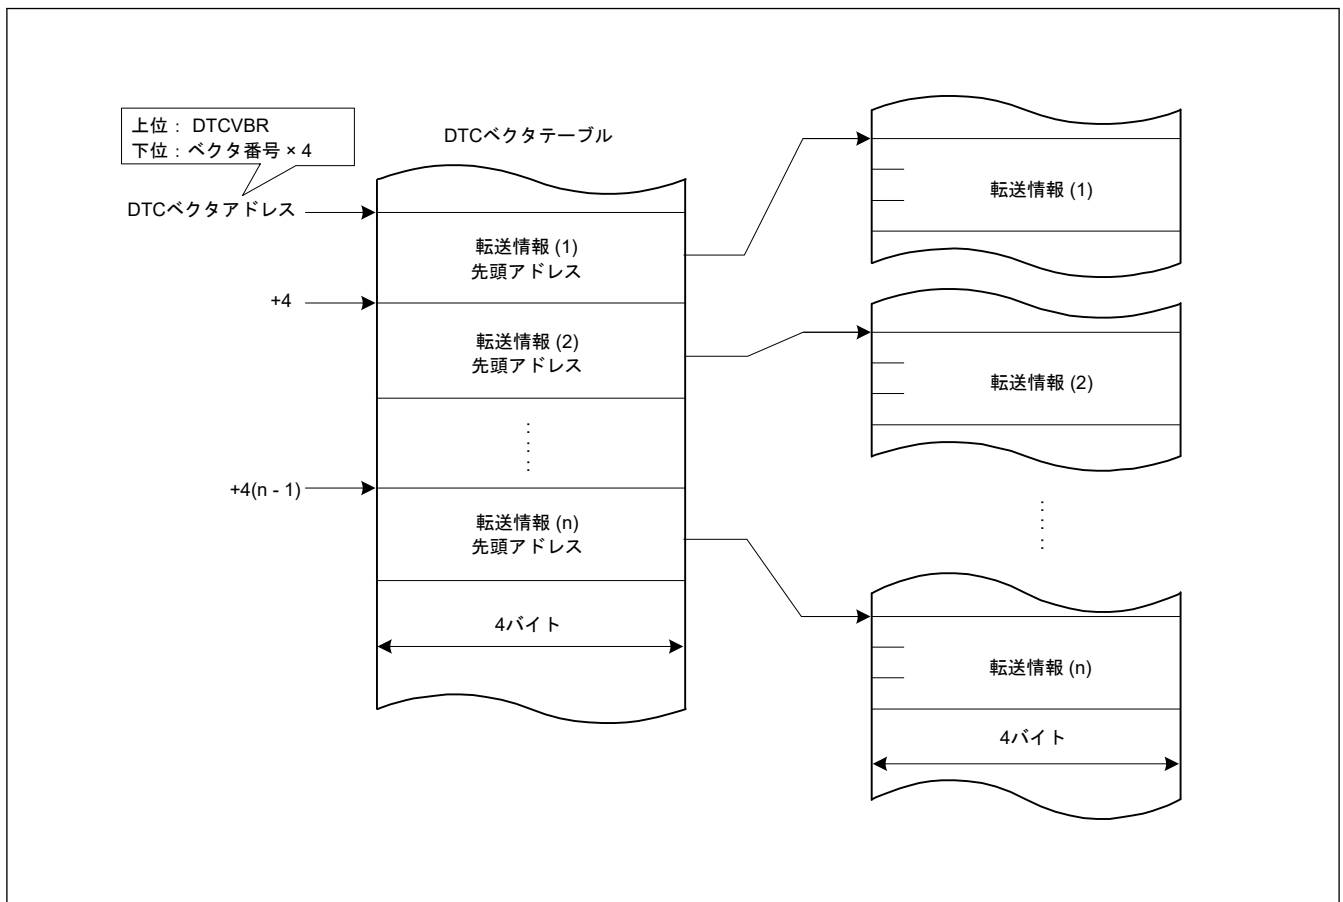 上位： DTCVBR
下位：ベクタ番号 × 4
DTCベクタアドレス
+4
+4(n - 1)
DTCベクタテーブル
転送情報 (1)
先頭アドレス
転送情報 (2)
先頭アドレス
転送情報 (n)
先頭アドレス
4バイト
転送情報 (1)
転送情報 (2)
転送情報 (n)
4バイト